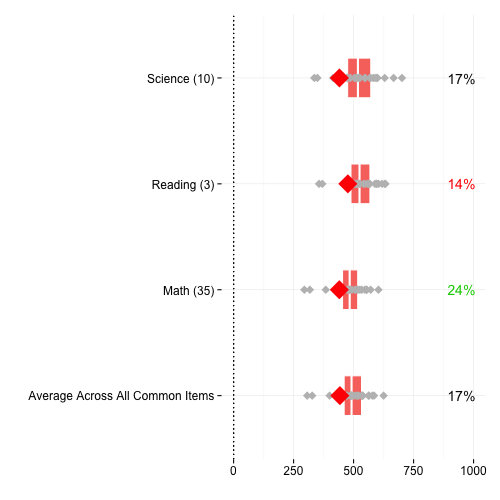 Science (10) 17%
Reading (3) 14%
Math (35) 24%
Average Across All Common Items 17%
0 250 500 750 1000